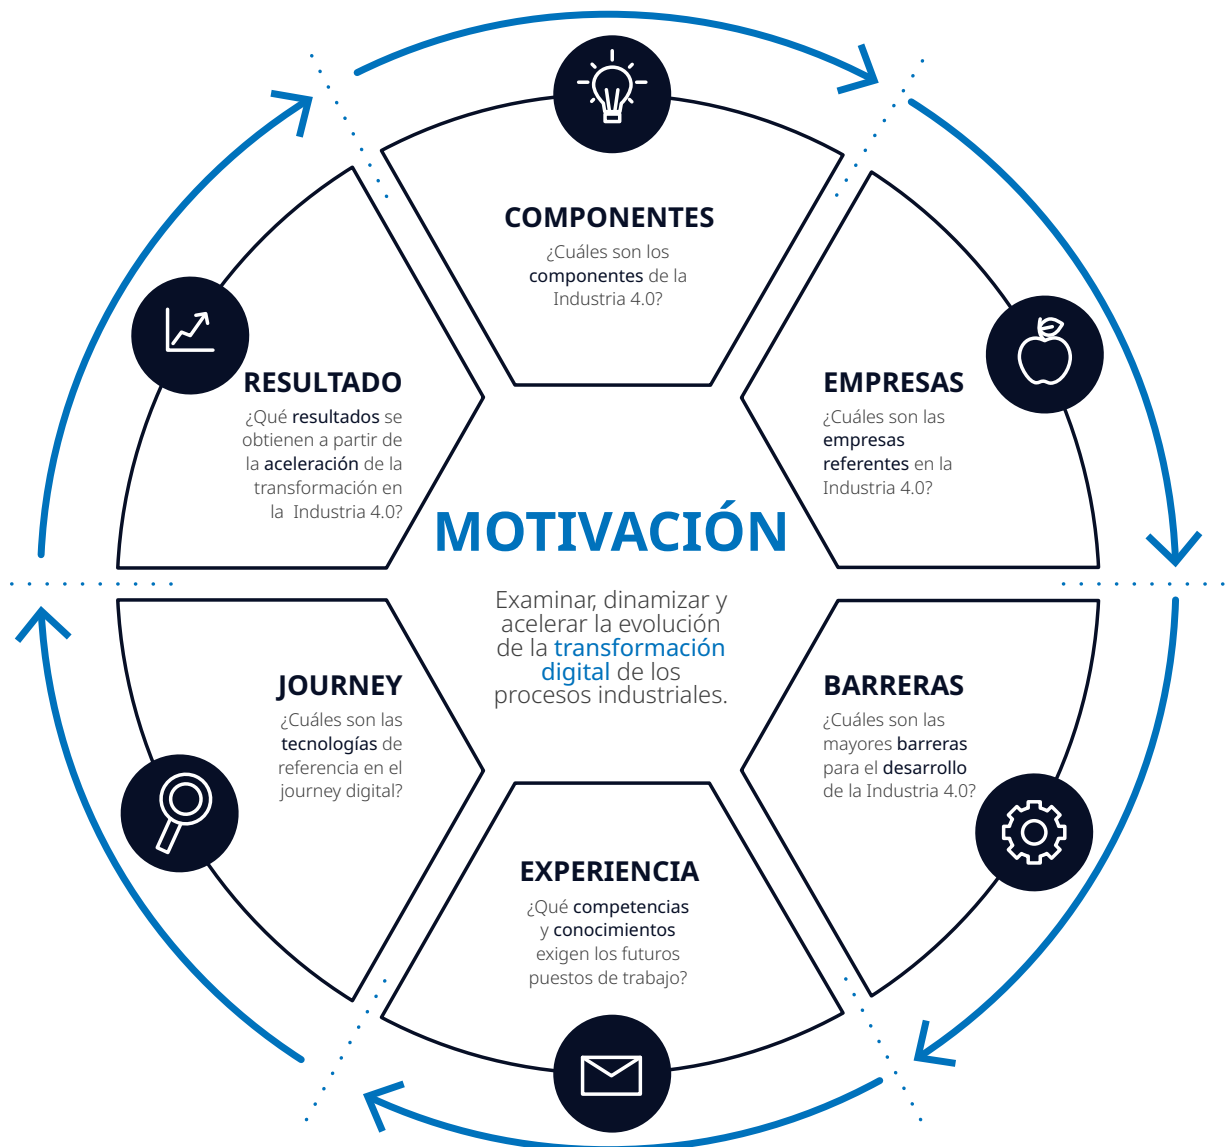 COMPONENTES
¿Cuáles son los
componentes de la
Industria 4.0?
EMPRESAS
¿Cuáles son las
empresas
referentes en la
Industria 4.0?
BARRERAS
¿Cuáles son las
mayores barreras
para el desarrollo
de la Industria 4.0?
EXPERIENCIA
¿Qué competencias
y conocimientos
exigen los futuros
puestos de trabajo?
JOURNEY
¿Cuáles son las
tecnologías de
referencia en el
journey digital?
RESULTADO
¿Qué resultados se
obtienen a partir de
la aceleración de la
transformación en
la Industria 4.0?
MOTIVACIÓN
Examinar, dinamizar y
acelerar la evolución
de la transformación
digital de los
procesos industriales.